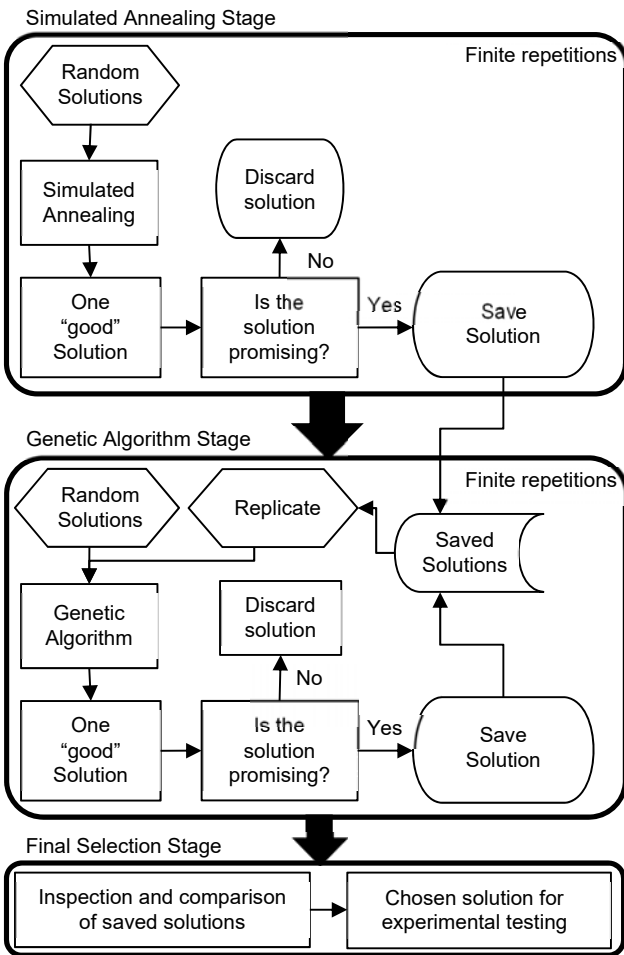 Simulated Annealing Stage
Finite repetitions
Random
Solutions
Simulated
Annealing
Discard
solution
No
One
“good”
Solution
Is the
solution
promising?
Yes
Save
Solution
Genetic Algorithm Stage
Finite repetitions
Random
Solutions
Replicate
Saved
Solutions
Genetic
Algorithm
Discard
solution
No
One
“good”
Solution
Is the
solution
promising?
Yes
Save
Solution
Final Selection Stage
Inspection and comparison
of saved solutions
Chosen solution for
experimental testing